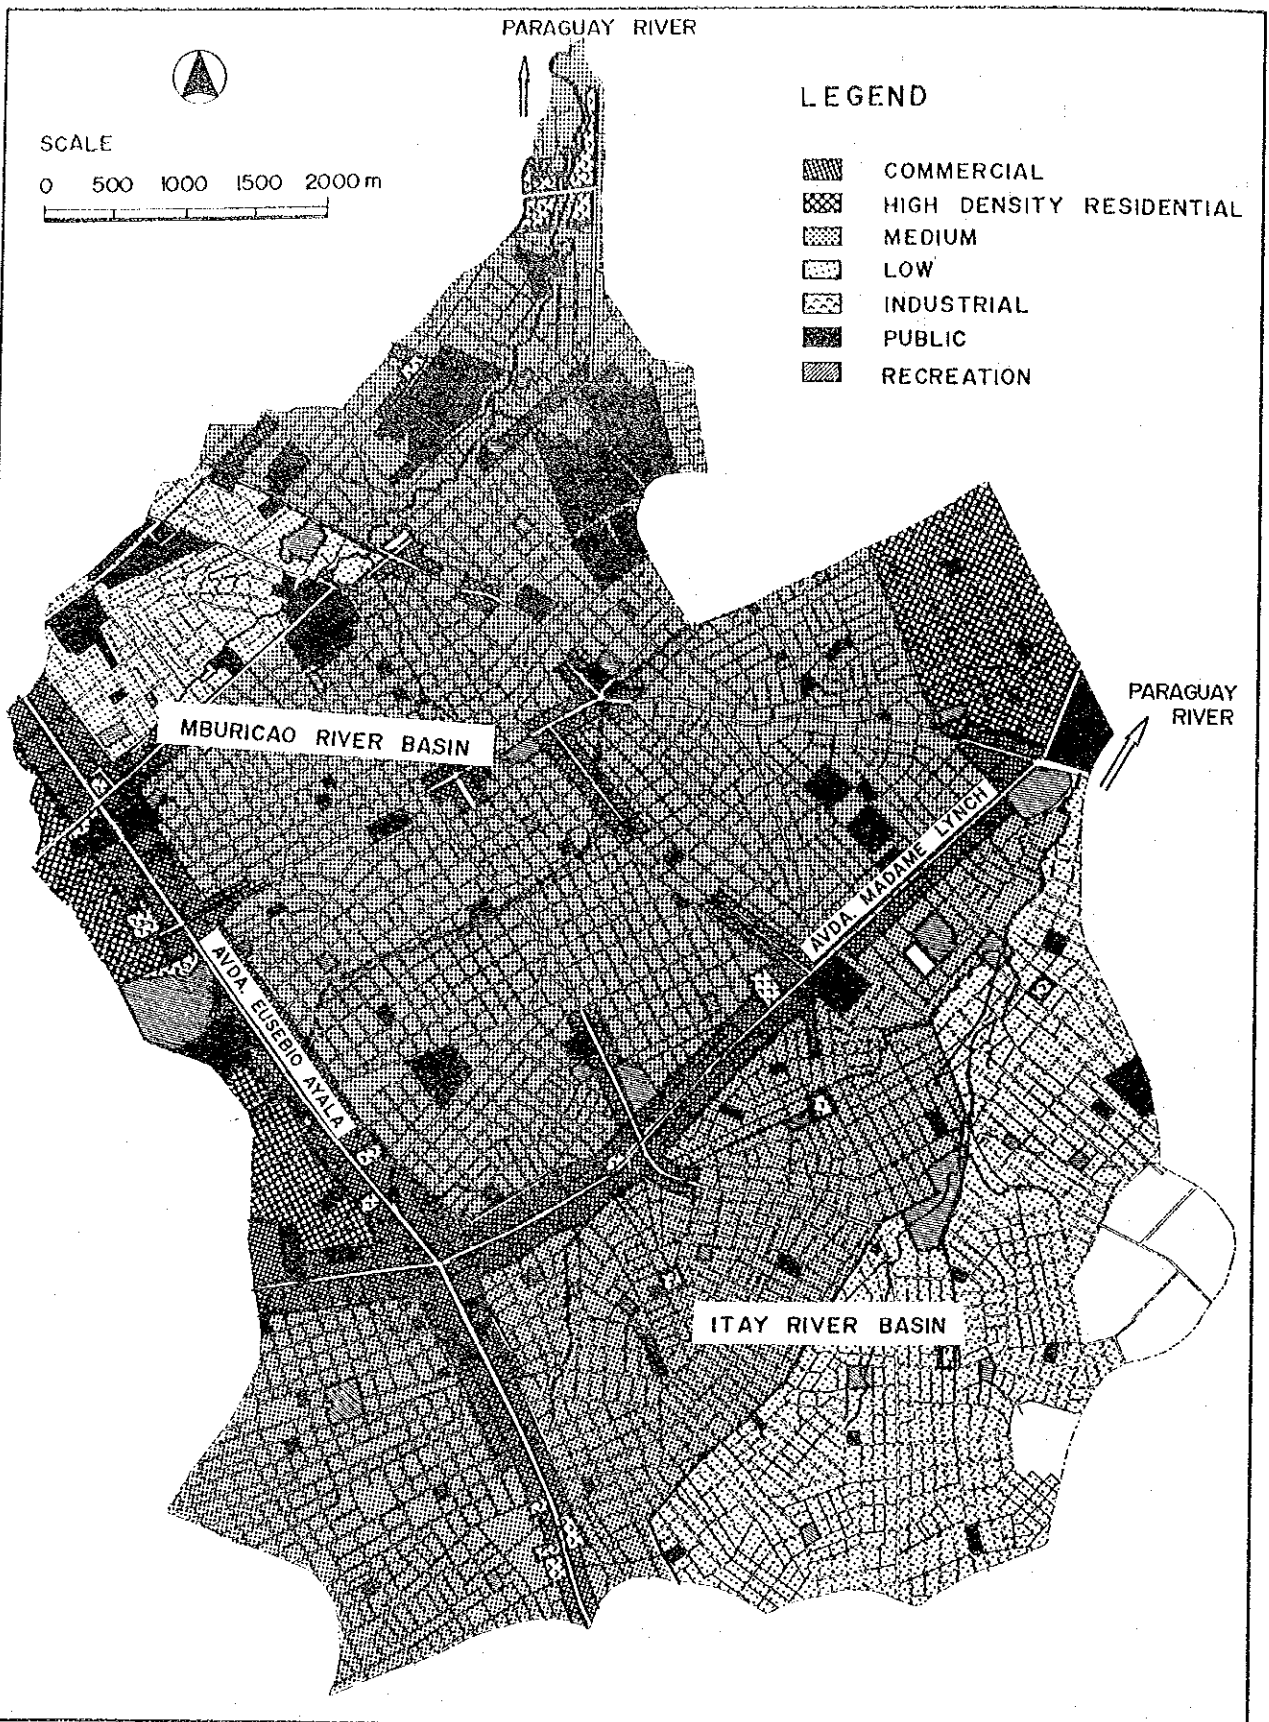 PARAGUAY RIVER
SCALE
0 500 1000 1500 2000 m
LEGEND
COMMERCIAL
HIGH DENSITY RESIDENTIAL
MEDIUM
LOW
INDUSTRIAL
PUBLIC
RECREATION
PARAGUAY
RIVER
MBURICAO RIVER BASIN
AVDA. MADAME LYNCH
AVDA. EUSEBIO AYALA
ITAY RIVER BASIN